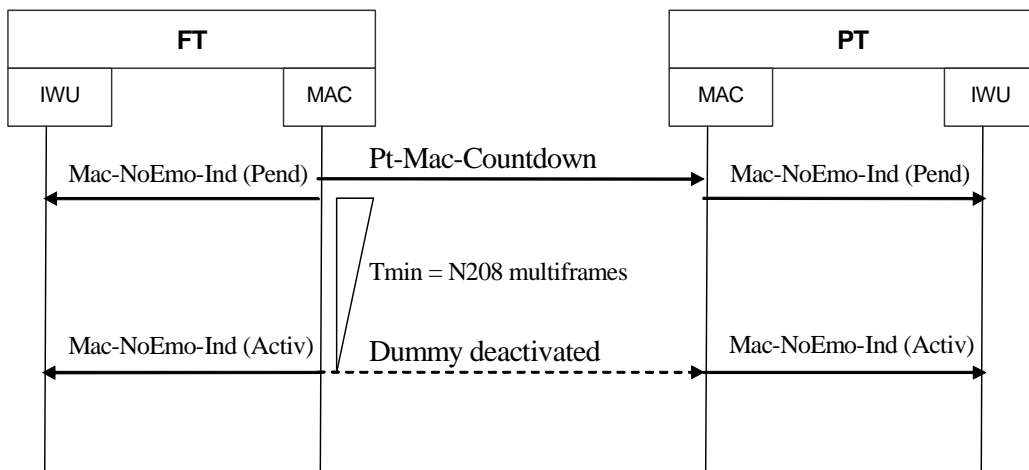 FT
PT
IWU
MAC
MAC
IWU
Pt-Mac-Countdown
Mac-NoEmo-Ind (Pend)
Mac-NoEmo-Ind (Pend)
Tmin = N208 multiframes
Mac-NoEmo-Ind (Activ)
Dummy deactivated
Mac-NoEmo-Ind (Activ)